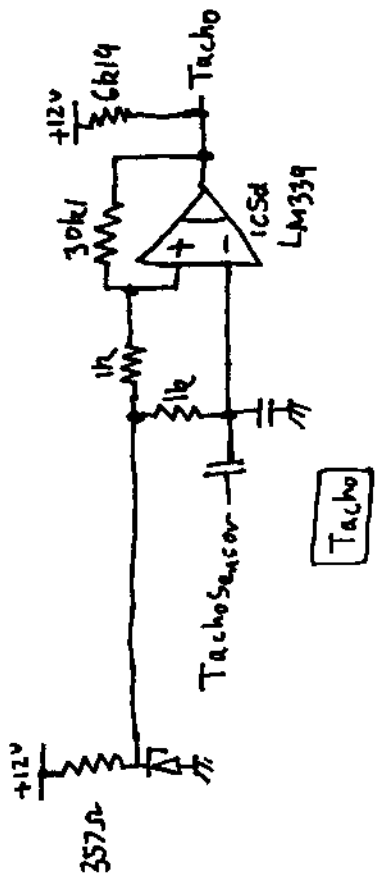 +12V
357Ω
+12V
6k19
30k1
1k
1k
+
-
Tacho
IC5d
LM339
TachoSensor
Tacho